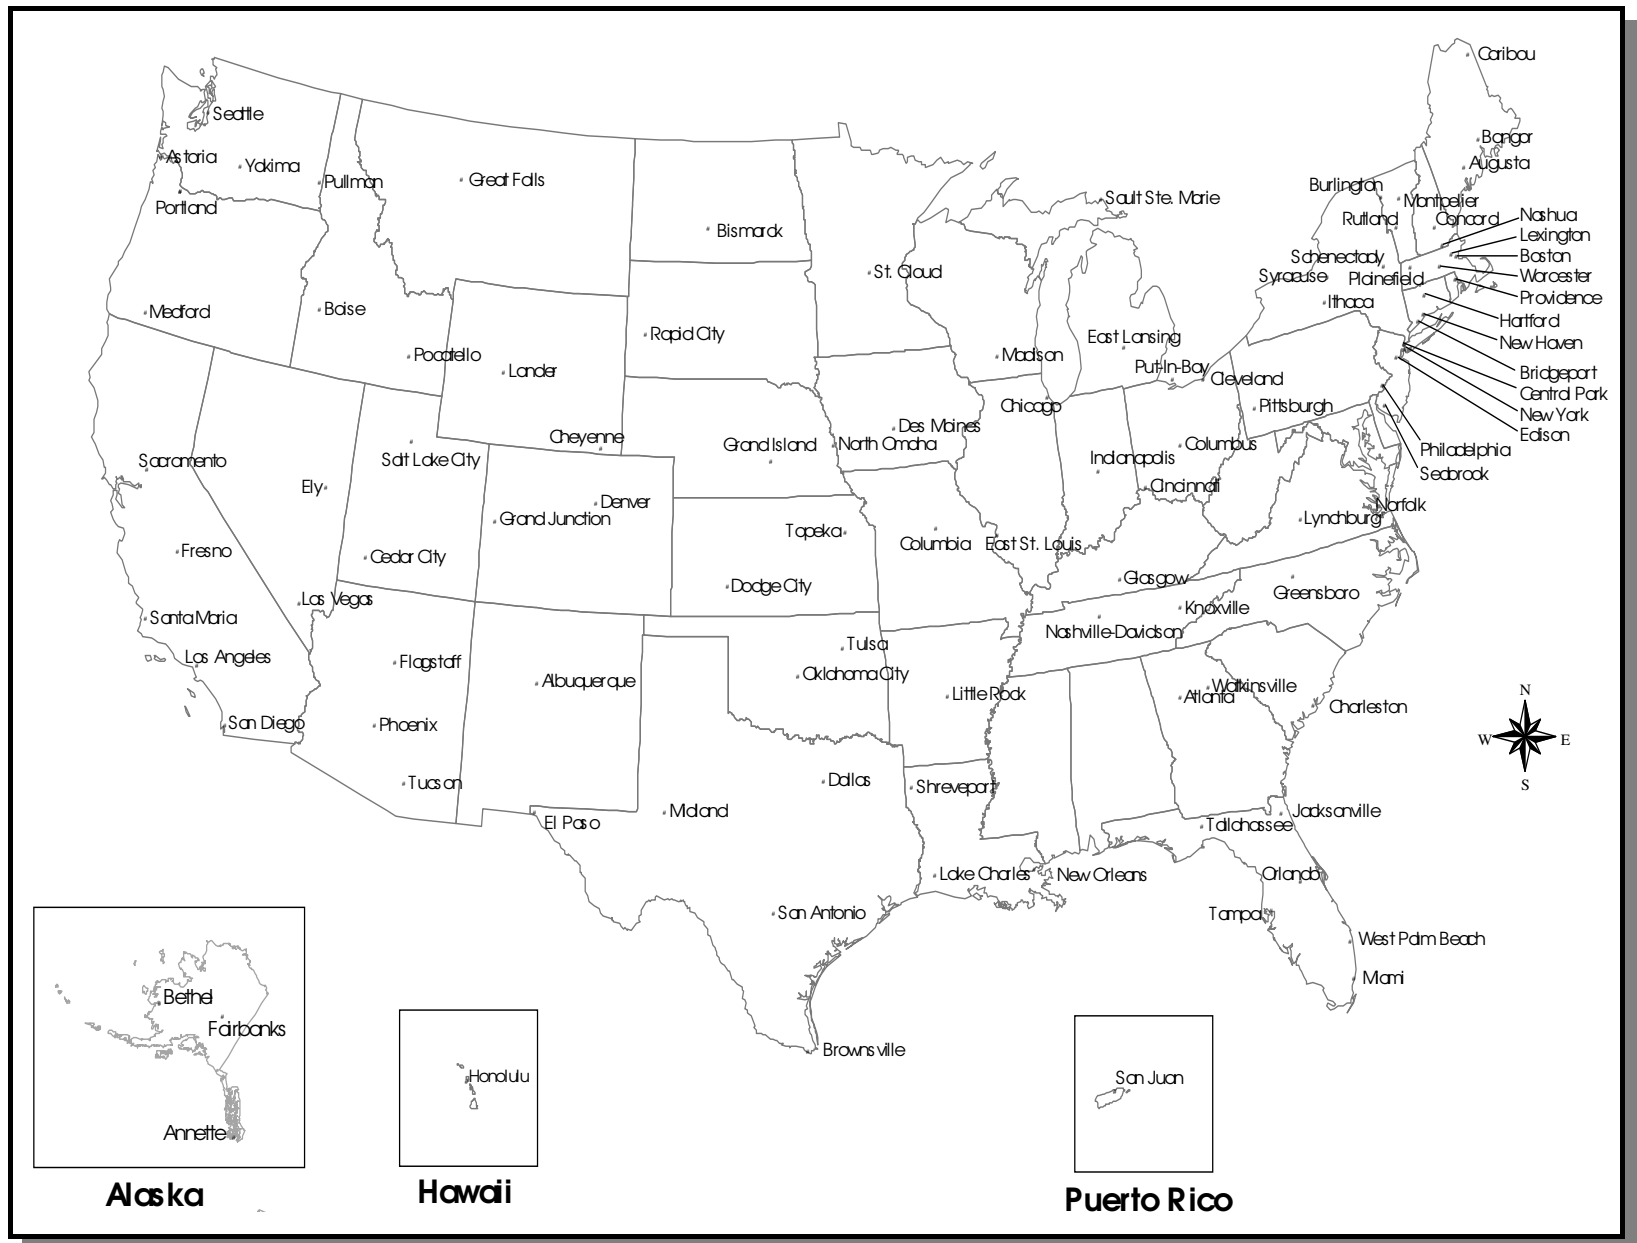 Caribou
Seattle
Bangor
Astoria
Yakima
Augusta
Pullman
Great Falls
Burlington
Sault Ste. Marie
Montpelier
Portland
Nashua
Rutland
Concord
Bismarck
Lexington
Schenectady
Boston
St. Cloud
Syracuse
Plainefield
Worcester
Providence
Ithaca
Medford
Boise
Hartford
Rapid City
East Lansing
New Haven
Pocatello
Madison
Put-In-Bay
Lander
Bridgeport
Cleveland
Central Park
Chicago
Pittsburgh
New York
Des Moines
Edison
Cheyenne
Grand Island
North Omaha
Columbus
Philadelphia
Sacramento
Salt Lake City
Indianapolis
Seabrook
Ely
Cincinnati
Denver
Norfolk
Grand Junction
Lynchburg
Topeka
Columbia
East St. Louis
Fresno
Cedar City
Glasgow
Dodge City
Greensboro
Las Vegas
Knoxville
Santa Maria
Nashville-Davidson
Tulsa
Los Angeles
Flagstaff
Oklahoma City
Albuquerque
Watkinsville
Little Rock
Atlanta
N
Charleston
San Diego
Phoenix
W E
Dallas
Tucson
Shreveport
S
Midland
Jacksonville
El Paso
Tallahassee
Lake Charles
New Orleans
Orlando
San Antonio
Tampa
West Palm Beach
Miami
Bethel
Fairbanks
Brownsville
Honolulu
San Juan
Annette
Alaska
Hawaii
Puerto Rico